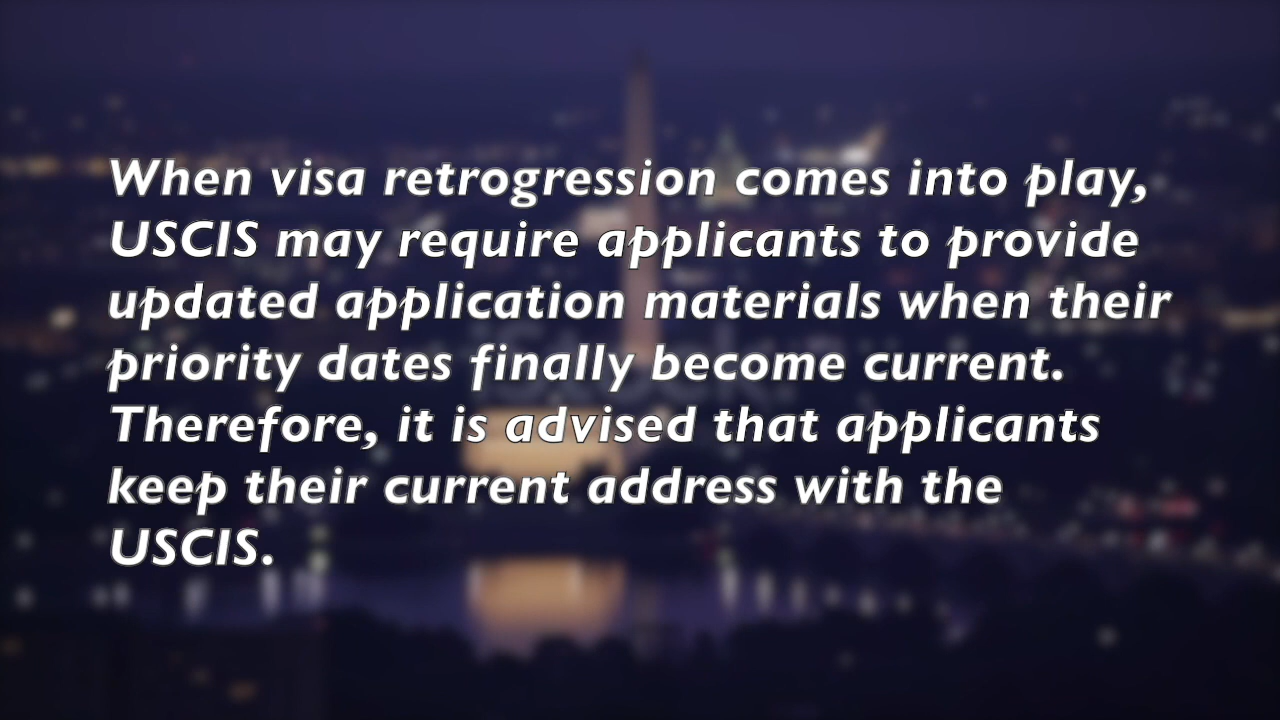 When visa retrogression comes into play,
USCIS may require applicants to provide
updated application materials when their
priority dates finally become current.
Therefore, it is advised that applicants
keep their current address with the
USCIS.